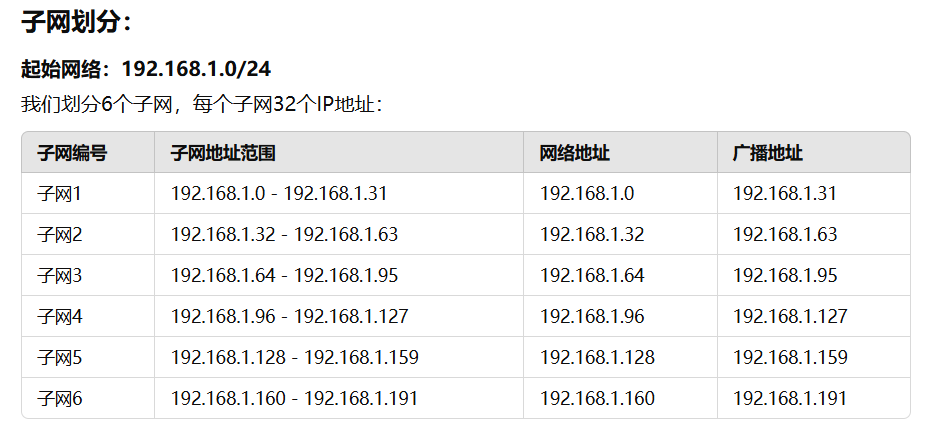 子网划分：
起始网络：192.168.1.0/24
我们划分6个子网，每个子网32个IP地址：
子网编号 子网地址范围 网络地址 广播地址
子网1 192.168.1.0 - 192.168.1.31 192.168.1.0 192.168.1.31
子网2 192.168.1.32 - 192.168.1.63 192.168.1.32 192.168.1.63
子网3 192.168.1.64 - 192.168.1.95 192.168.1.64 192.168.1.95
子网4 192.168.1.96 - 192.168.1.127 192.168.1.96 192.168.1.127
子网5 192.168.1.128 - 192.168.1.159 192.168.1.128 192.168.1.159
子网6 192.168.1.160 - 192.168.1.191 192.168.1.160 192.168.1.191